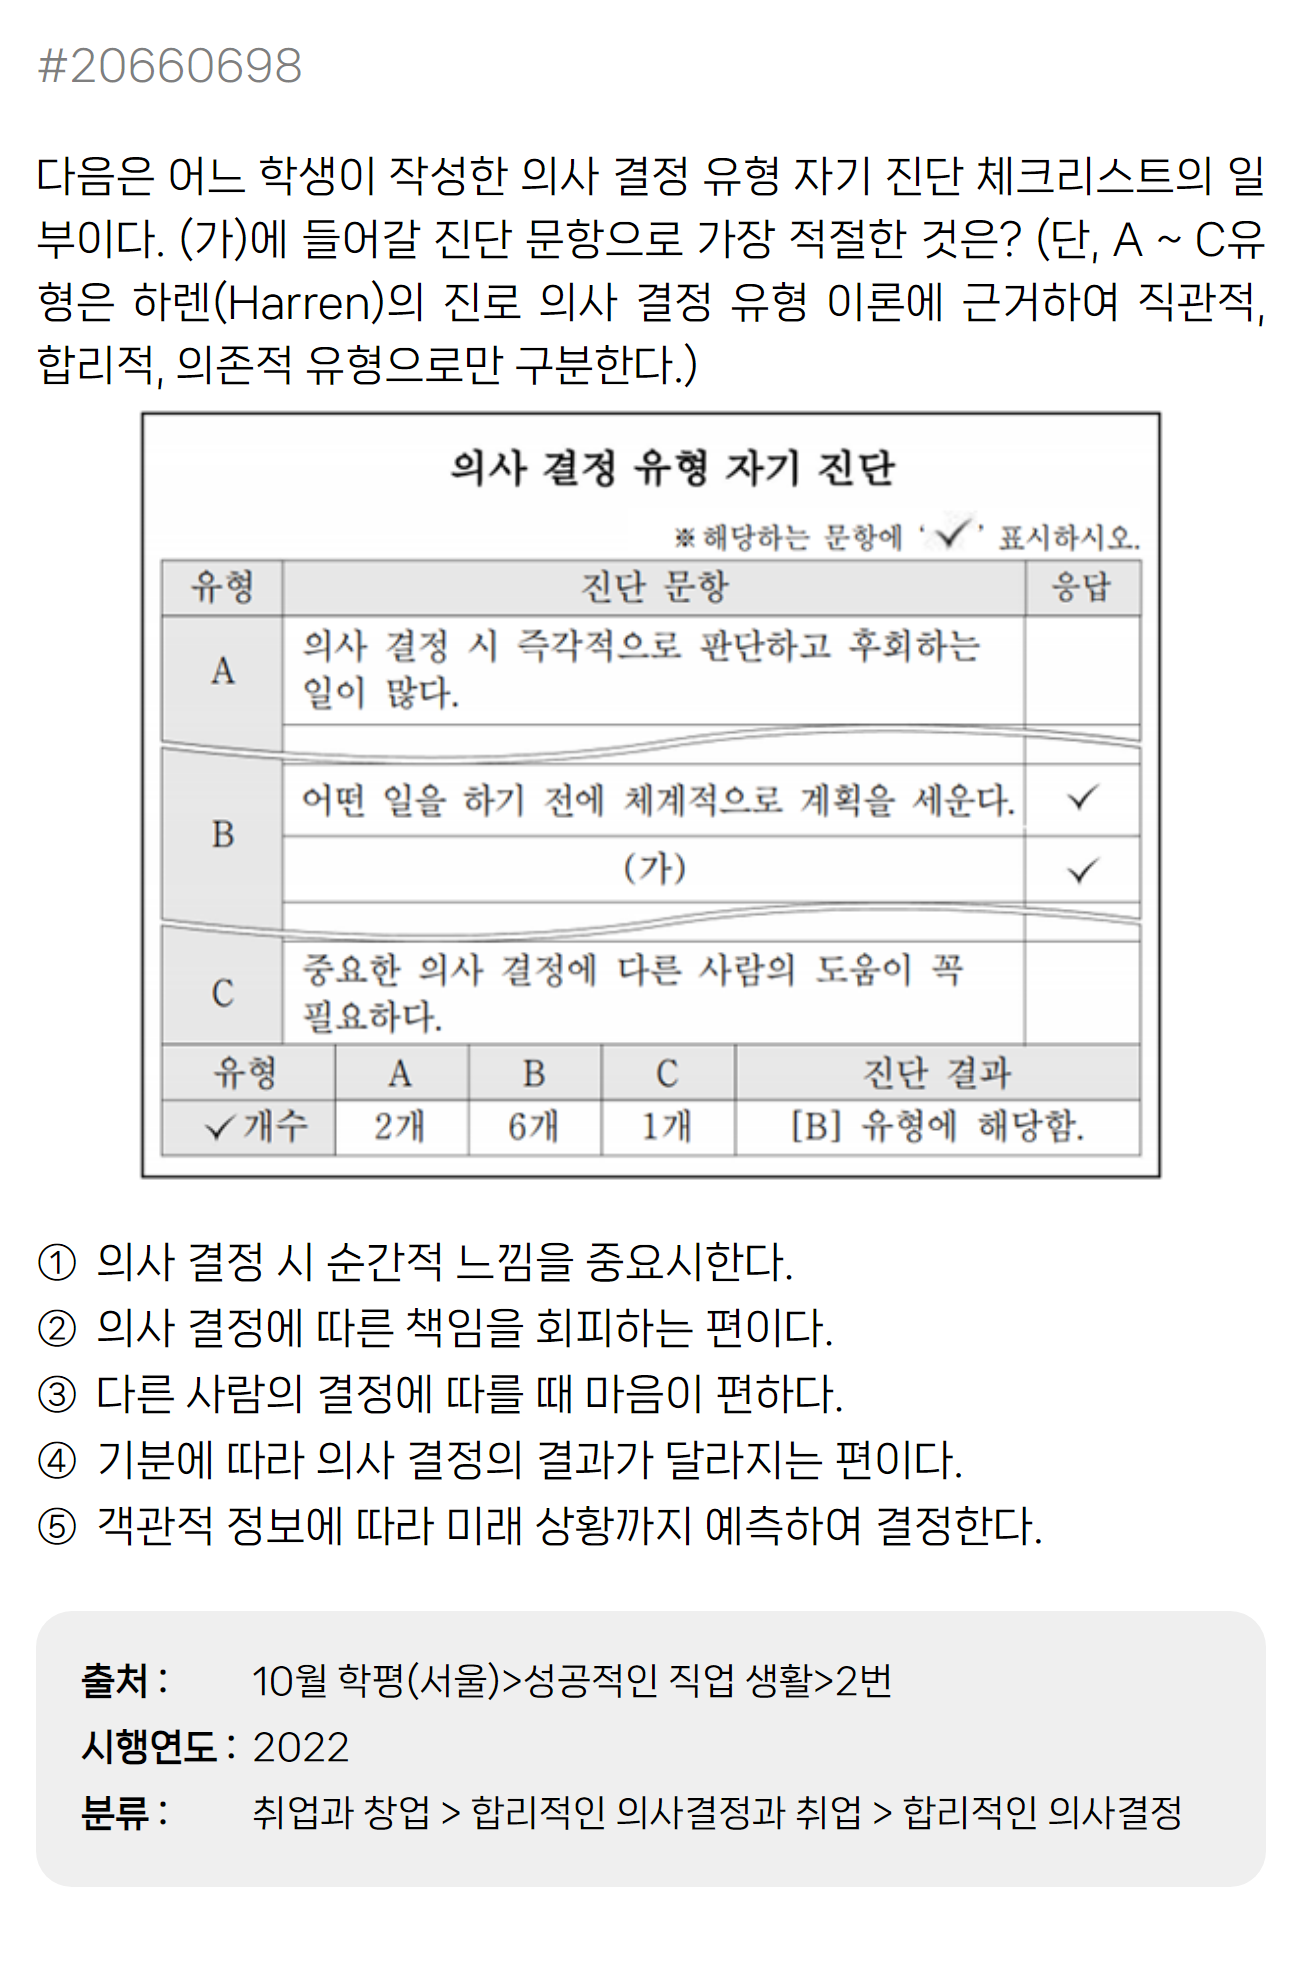 #20660698
다음은 어느 학생이 작성한 의사 결정 유형 자기 진단 체크리스트의 일
부이다. (가)에 들어갈 진단 문항으로 가장 적절한 것은? (단, A ~ C유
형은 하렌(Harren)의 진로 의사 결정 유형 이론에 근거하여 직관적,
합리적, 의존적 유형으로만 구분한다.)
의사 결정 유형 자기 진단
※ 해당하는 문항에 ‘✓’ 표시하시오.
유형 진단 문항 응답
A 의사 결정 시 즉각적으로 판단하고 후회하는
일이 많다.
B 어떤 일을 하기 전에 체계적으로 계획을 세운다. ✓
(가) ✓
C 중요한 의사 결정에 다른 사람의 도움이 꼭
필요하다.
유형 A B C 진단 결과
✓개수 2개 6개 1개 [B] 유형에 해당함.
① 의사 결정 시 순간적 느낌을 중요시한다.
② 의사 결정에 따른 책임을 회피하는 편이다.
③ 다른 사람의 결정에 따를 때 마음이 편하다.
④ 기분에 따라 의사 결정의 결과가 달라지는 편이다.
⑤ 객관적 정보에 따라 미래 상황까지 예측하여 결정한다.
출처 : 10월 학평(서울)>성공적인 직업 생활>2번
시행연도 : 2022
분류 : 취업과 창업 > 합리적인 의사결정과 취업 > 합리적인 의사결정